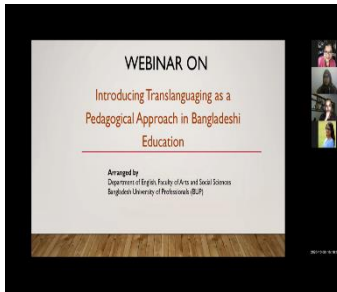 WEBINAR ON
Introducing Translanguaging as a
Pedagogical Approach in Bangladeshi
Education
Arranged by
Department of English, Faculty of Arts and Social Sciences
Bangladesh University of Professionals (BUP)